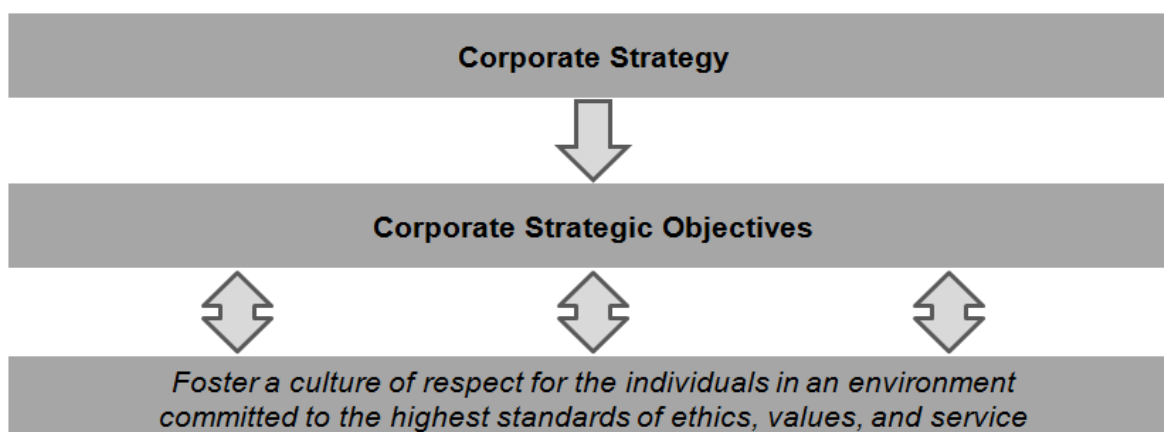 Corporate Strategy
Corporate Strategic Objectives
Foster a culture of respect for the individuals in an environment
committed to the highest standards of ethics, values, and service